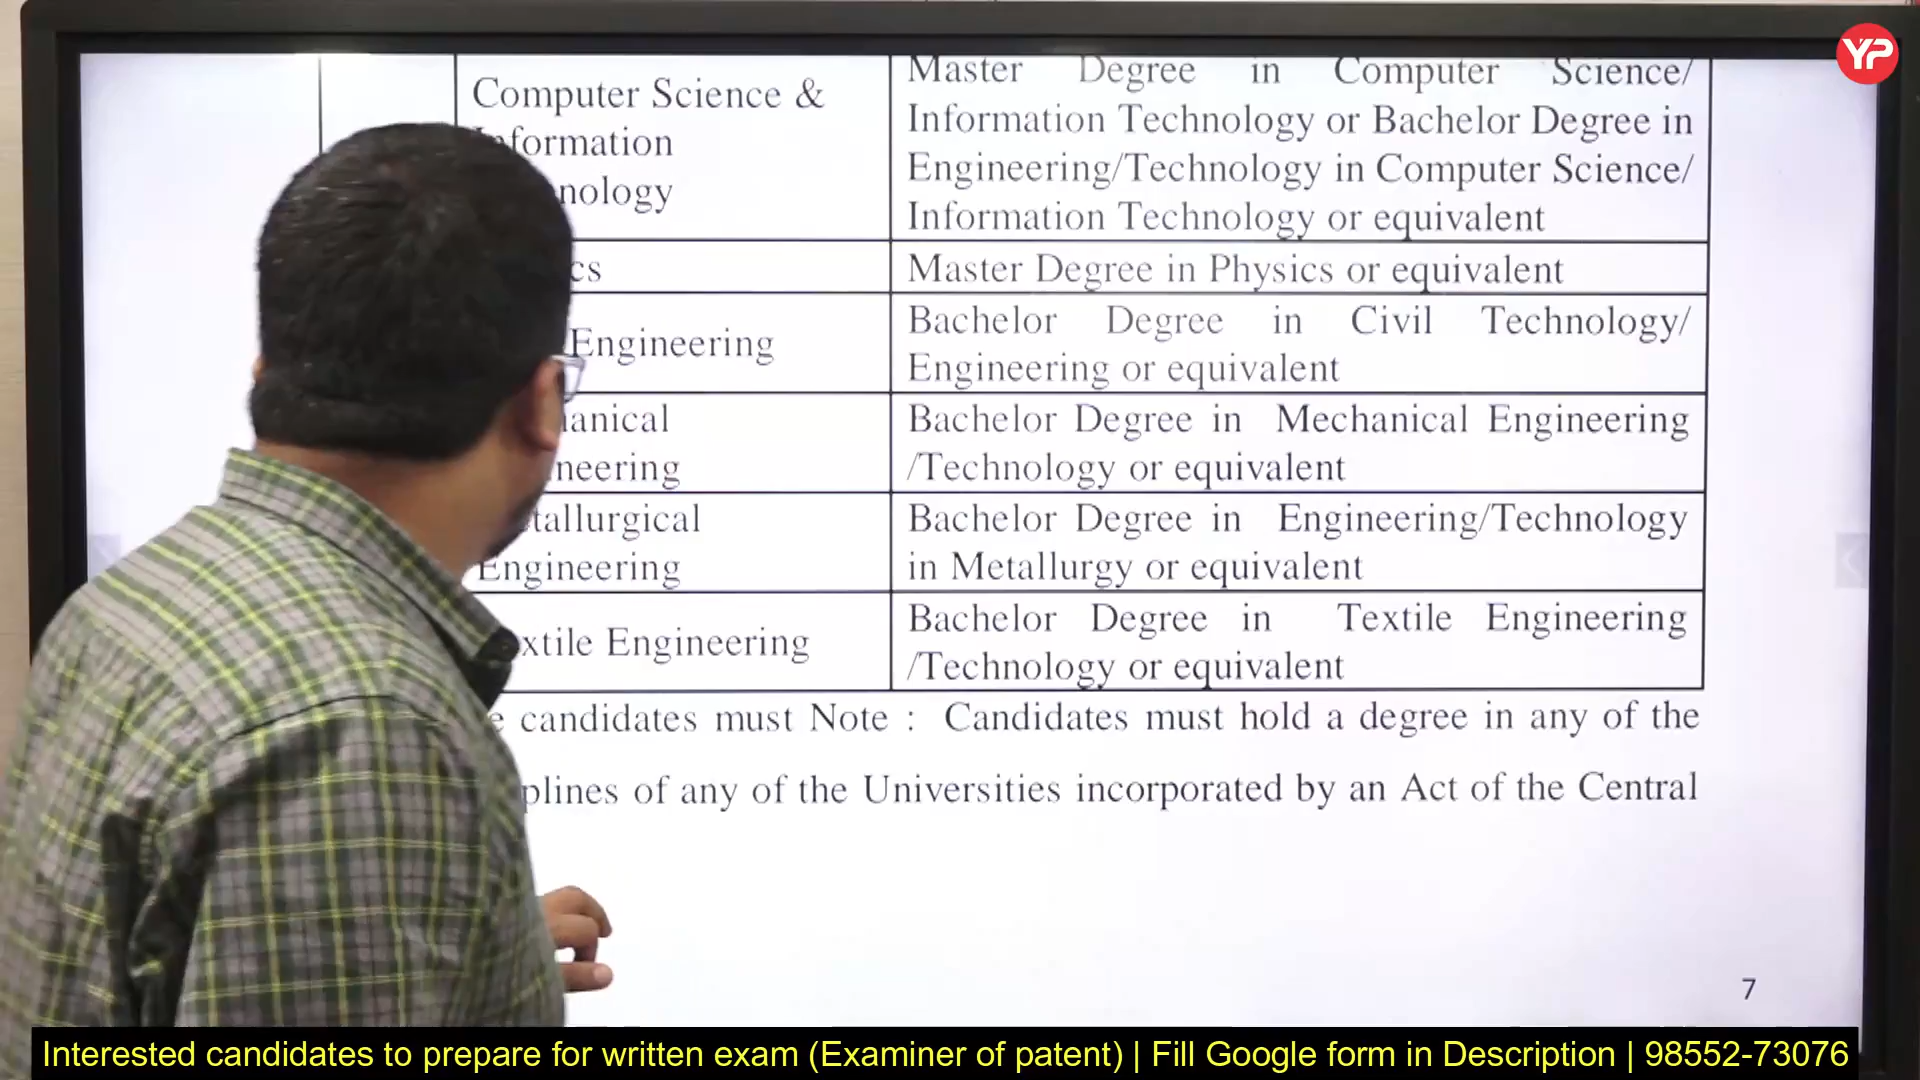 YP
Computer Science &
Information
nology
Master Degree in Computer Science/
Information Technology or Bachelor Degree in
Engineering/Technology in Computer Science/
Information Technology or equivalent
cs
Master Degree in Physics or equivalent
Engineering
Bachelor Degree in Civil Technology/
Engineering or equivalent
anical
neering
Bachelor Degree in Mechanical Engineering
/Technology or equivalent
tallurgical
Engineering
Bachelor Degree in Engineering/Technology
in Metallurgy or equivalent
xtile Engineering
Bachelor Degree in Textile Engineering
/Technology or equivalent
e candidates must Note : Candidates must hold a degree in any of the
plines of any of the Universities incorporated by an Act of the Central
7
Interested candidates to prepare for written exam (Examiner of patent) | Fill Google form in Description | 98552-73076